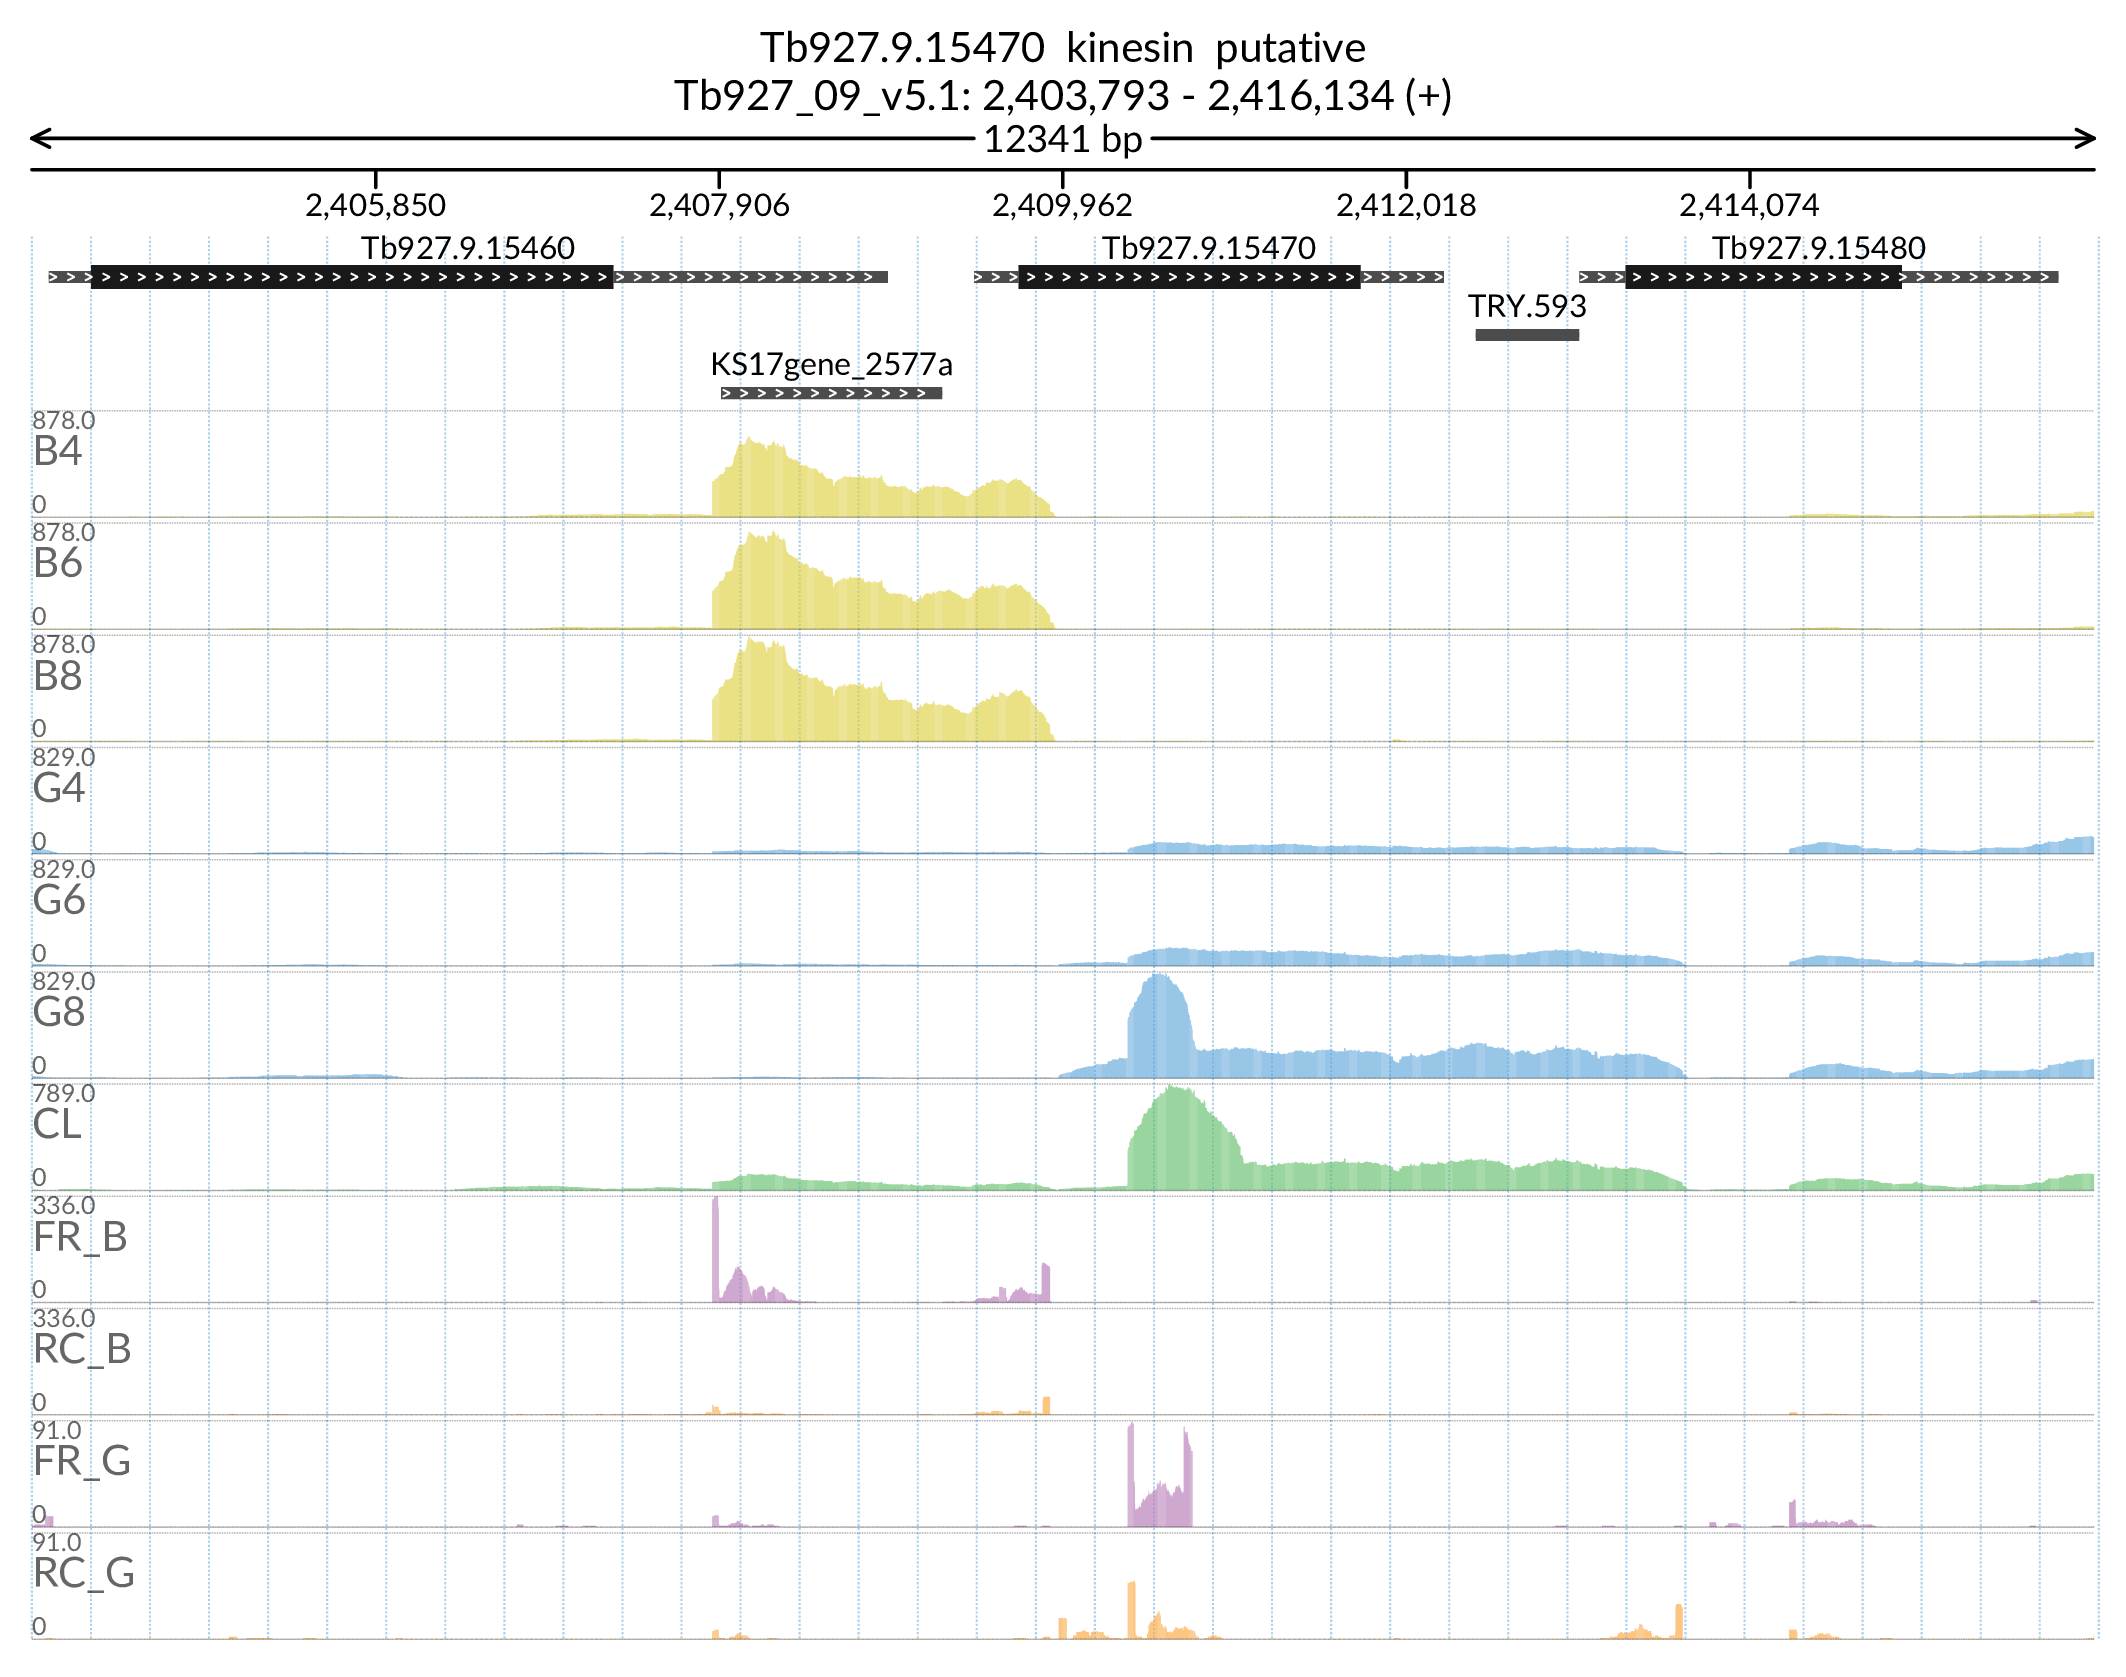 Tb927.9.15470 kinesin putative
Tb927_09_v5.1: 2,403,793 - 2,416,134 (+)
12341 bp
2,405,850 2,407,906 2,409,962 2,412,018 2,414,074
Tb927.9.15460 Tb927.9.15470 Tb927.9.15480
TRY.593
KS17gene_2577a
878.0
B4
0
878.0
B6
0
878.0
B8
0
829.0
G4
0
829.0
G6
0
829.0
G8
0
789.0
CL
0
336.0
FR_B
0
336.0
RC_B
0
91.0
FR_G
0
91.0
RC_G
0